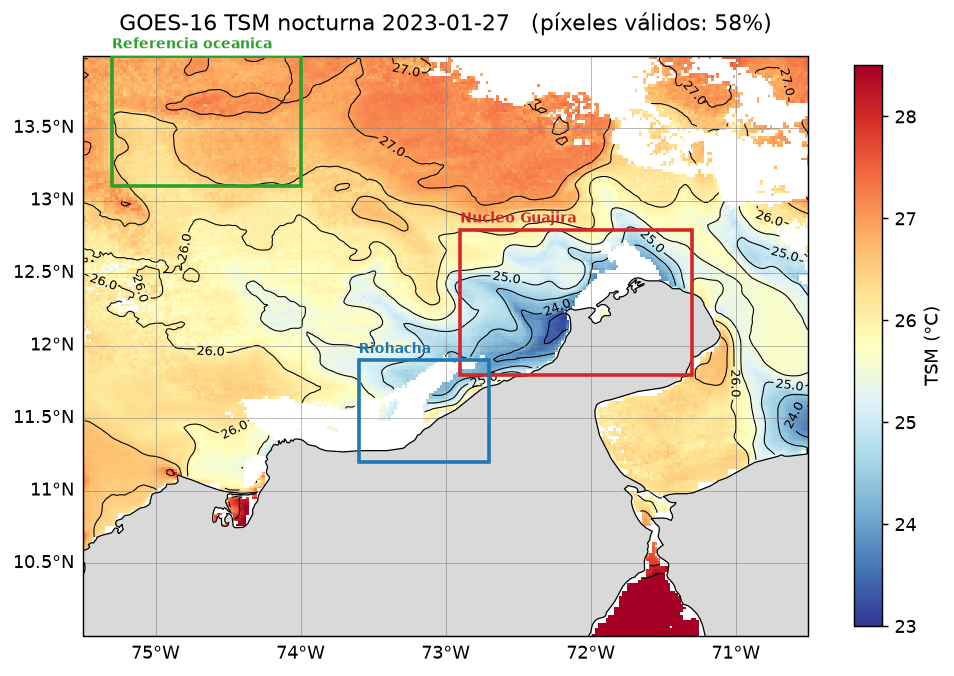 GOES-16 TSM nocturna 2023-01-27 (píxeles válidos: 58%)
Referencia oceanica
27.0
27.0
27.0
27.0
28
13.5°N
27.0
13°N
Nucleo Guajira
26.0
27
26.0
25.0
25.0
12.5°N
26.0
26.0
25.0
24.0
12°N
Riohacha
26.0
26
TSM (°C)
26.0
25.0
25.0
11.5°N
26.0
24.0
25
11°N
24
10.5°N
23
75°W 74°W 73°W 72°W 71°W